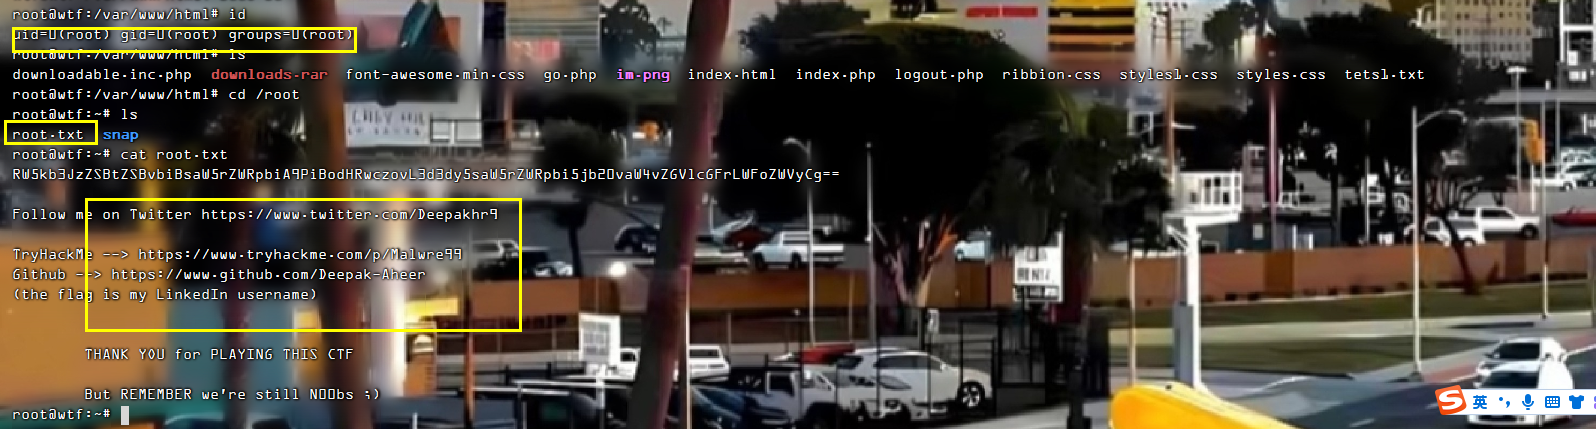 root@wtf:/var/www/html# id
uid=0(root) gid=0(root) groups=0(root)
root@wtf:/var/www/html# ls
downloadable.inc.php downloads.rar font-awesome.min.css go.php im.png index.html index.php logout.php ribbion.css styles1.css styles.css tets1.txt
root@wtf:/var/www/html# cd /root
root@wtf:~# ls
root.txt snap
root@wtf:~# cat root.txt
RW5kb3JzZSBtZSBvbiBsaW5rZWRpbiA9PiBodHRwczovL3d3dy5saW5rZWRpbi5jb20vaW4vZGVlcGFrLWFoZWVyCg==
Follow me on Twitter https://www.twitter.com/Deepakhr9
TryHackMe --> https://www.tryhackme.com/p/Malwre99
Github --> https://www.github.com/Deepak-Aheer
(the flag is my LinkedIn username)
THANK YOU for PLAYING THIS CTF
But REMEMBER we're still N00bs ;)
root@wtf:~#
英